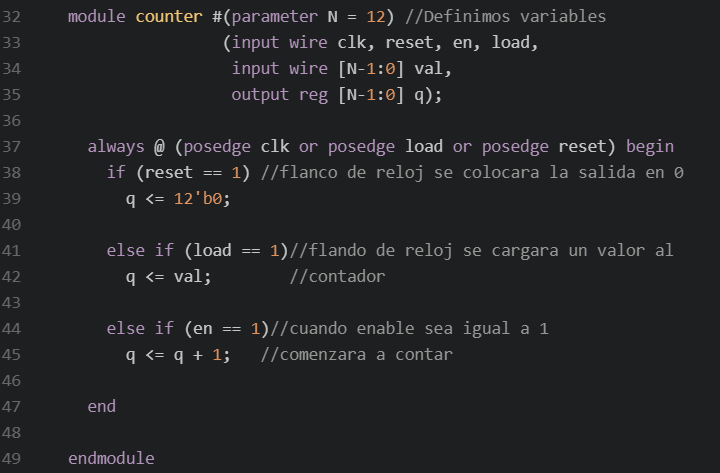 32 module counter #(parameter N = 12) //Definimos variables
33 (input wire clk, reset, en, load,
34 input wire [N-1:0] val,
35 output reg [N-1:0] q);
36
37 always @ (posedge clk or posedge load or posedge reset) begin
38 if (reset == 1) //flanco de reloj se colocara la salida en 0
39 q <= 12'b0;
40
41 else if (load == 1)//flando de reloj se cargara un valor al
42 q <= val; //contador
43
44 else if (en == 1)//cuando enable sea igual a 1
45 q <= q + 1; //comenzara a contar
46
47 end
48
49 endmodule